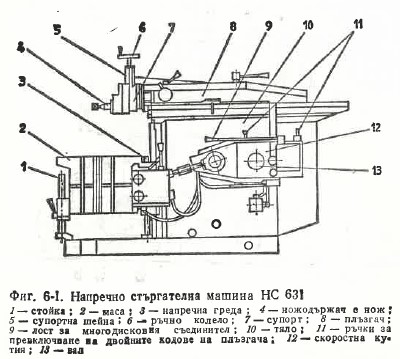 5
6
7
8
9
10
11
4
3
2
1
12
13
Фиг. 6-I. Напречно стъргателна машина НС 631
1 — стойка; 2 — маса; 3 — напречна греда; 4 — ножодържач с нож;
5 — супортна шейна; 6 — ръчно колело; 7 — супорт; 8 — плъзгач;
9 — лост за многодисковия съединител; 10 — тяло; 11 — ръчки за
превключване на двойните ходове на плъзгача; 12 — скоростна ку-
тия; 13 — вал